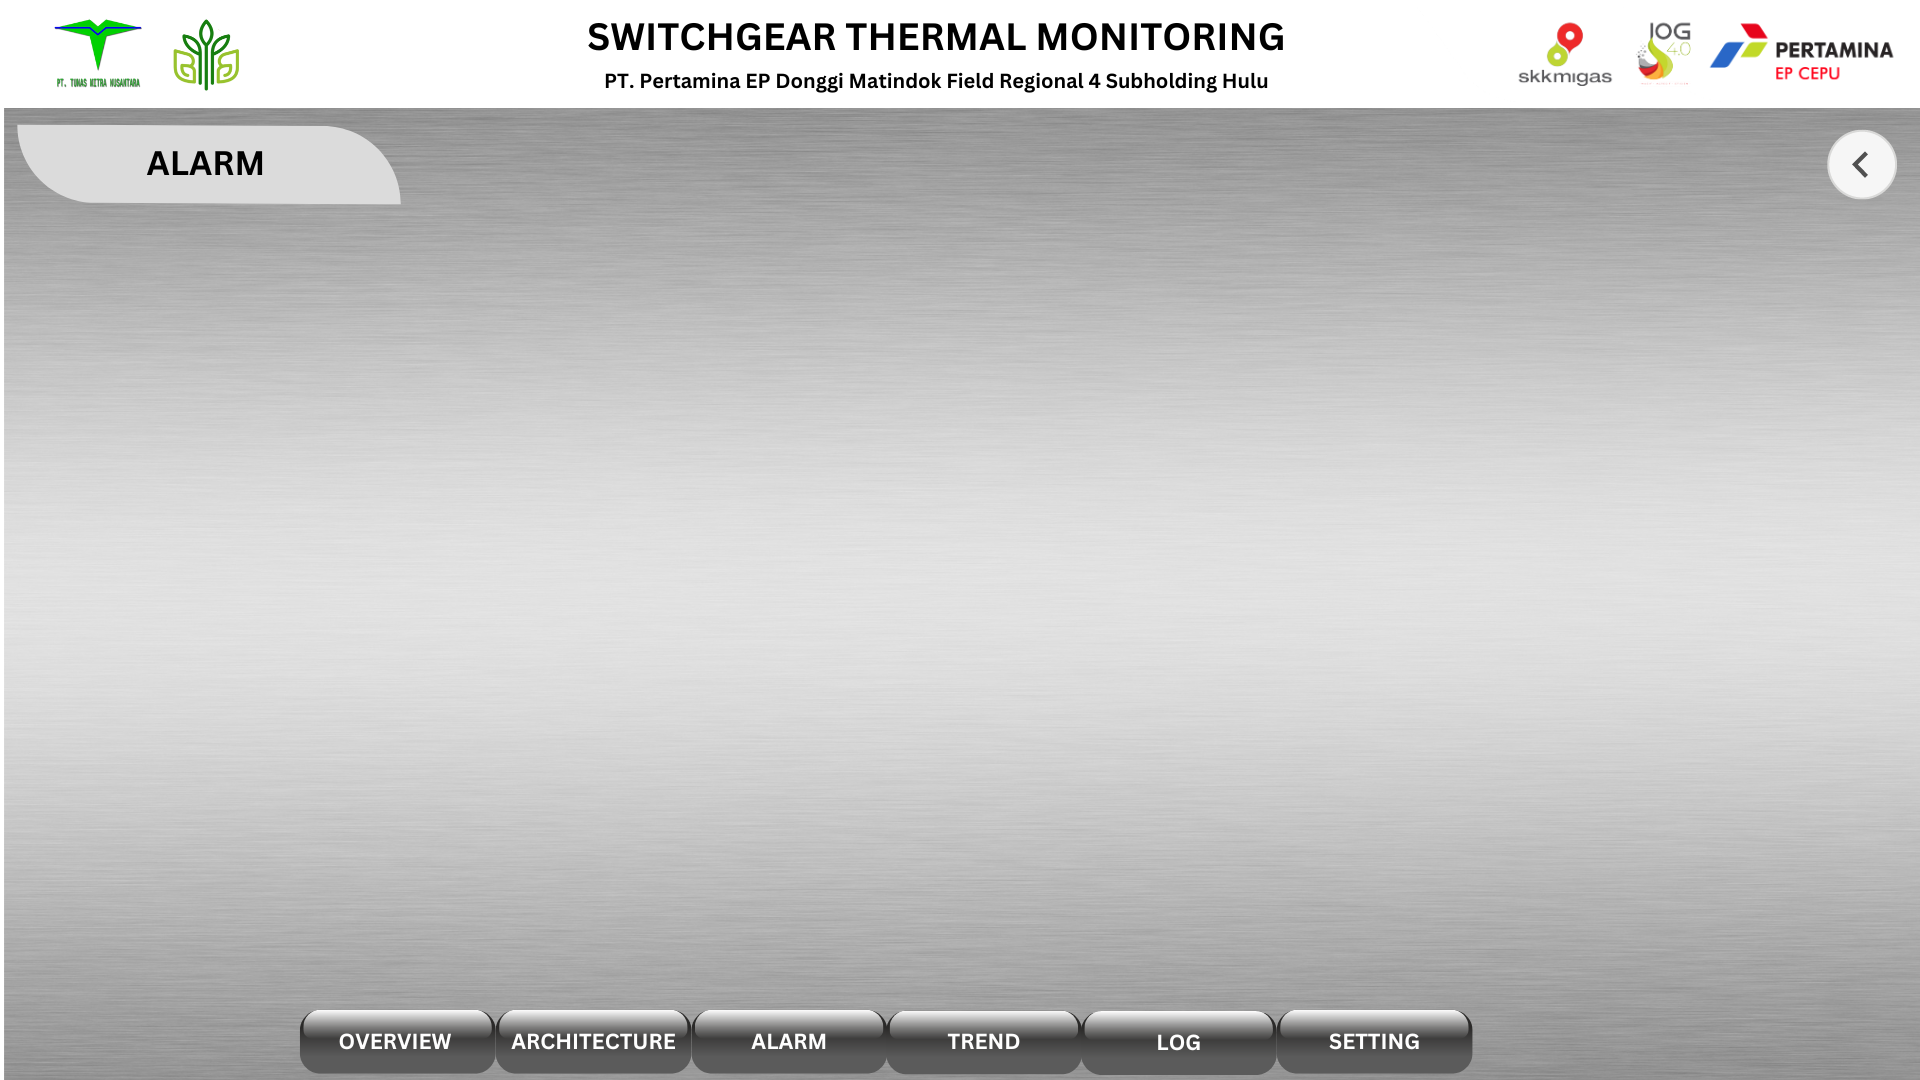 SWITCHGEAR THERMAL MONITORING
PT. Pertamina EP Donggi Matindok Field Regional 4 Subholding Hulu
PT. TUNAS MITRA NUSANTARA
skkmigas
IOG
4.0
PERTAMINA
EP CEPU
ALARM
OVERVIEW
ARCHITECTURE
ALARM
TREND
LOG
SETTING